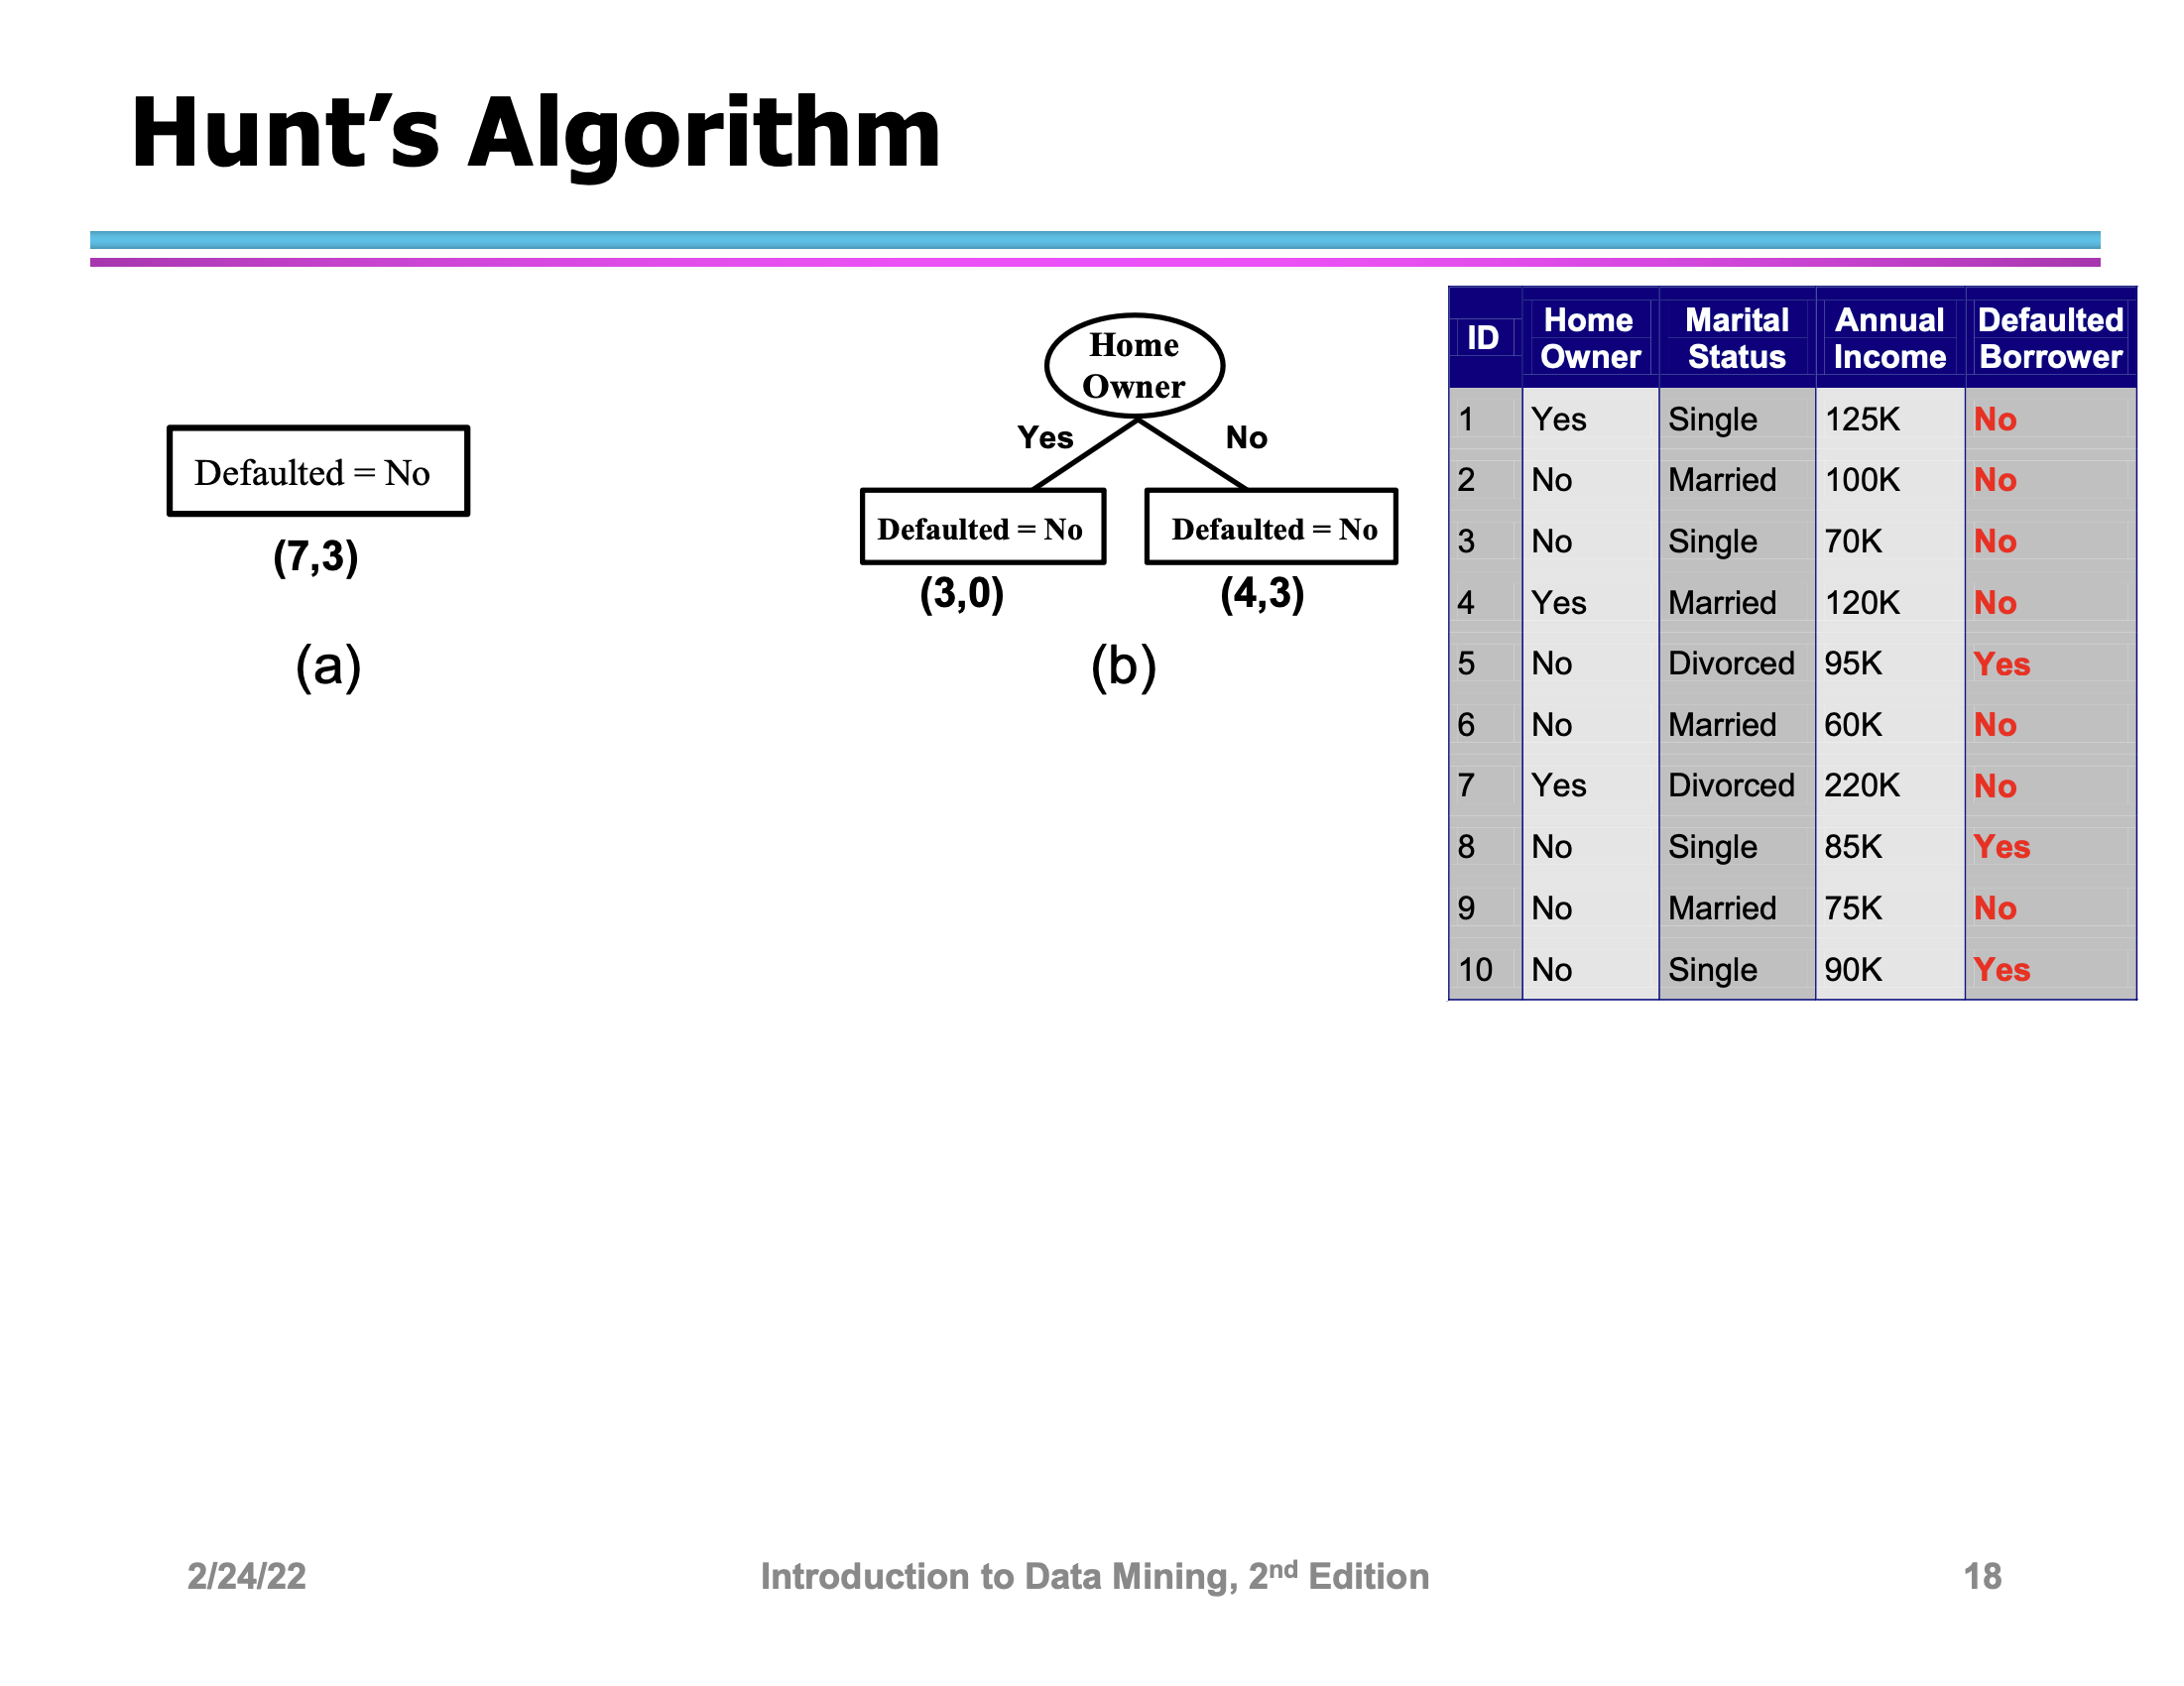 Hunt’s Algorithm
Defaulted = No
(7,3)
(a)
Home
Owner
Yes No
Defaulted = No Defaulted = No
(3,0) (4,3)
(b)
ID Home Owner Marital Status Annual Income Defaulted Borrower
1 Yes Single 125K No
2 No Married 100K No
3 No Single 70K No
4 Yes Married 120K No
5 No Divorced 95K Yes
6 No Married 60K No
7 Yes Divorced 220K No
8 No Single 85K Yes
9 No Married 75K No
10 No Single 90K Yes
2/24/22 Introduction to Data Mining, 2nd Edition 18